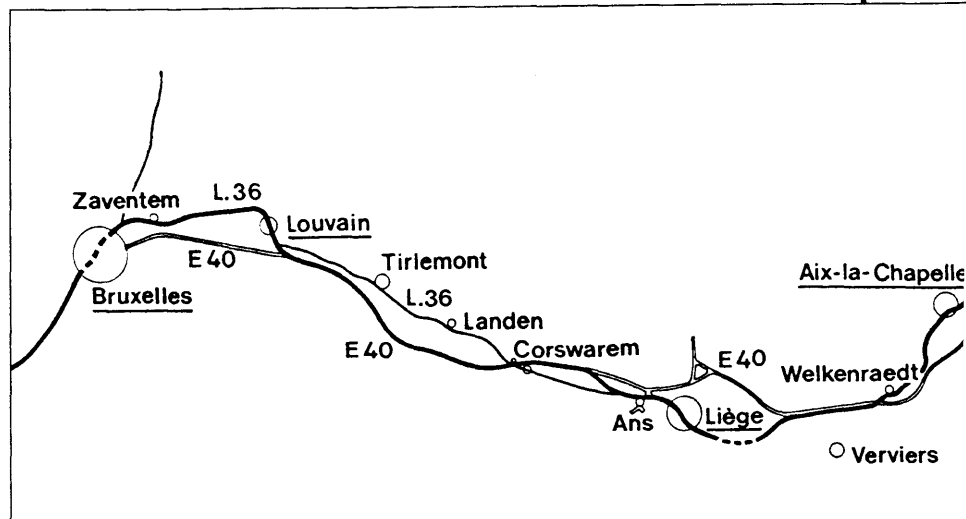 Zaventem
L.36
Louvain
E 40
Bruxelles
Tirlemont
L.36
Landen
E 40
Corswarem
Aix-la-Chapelle
E 40
Welkenraedt
Ans
Liège
Verviers